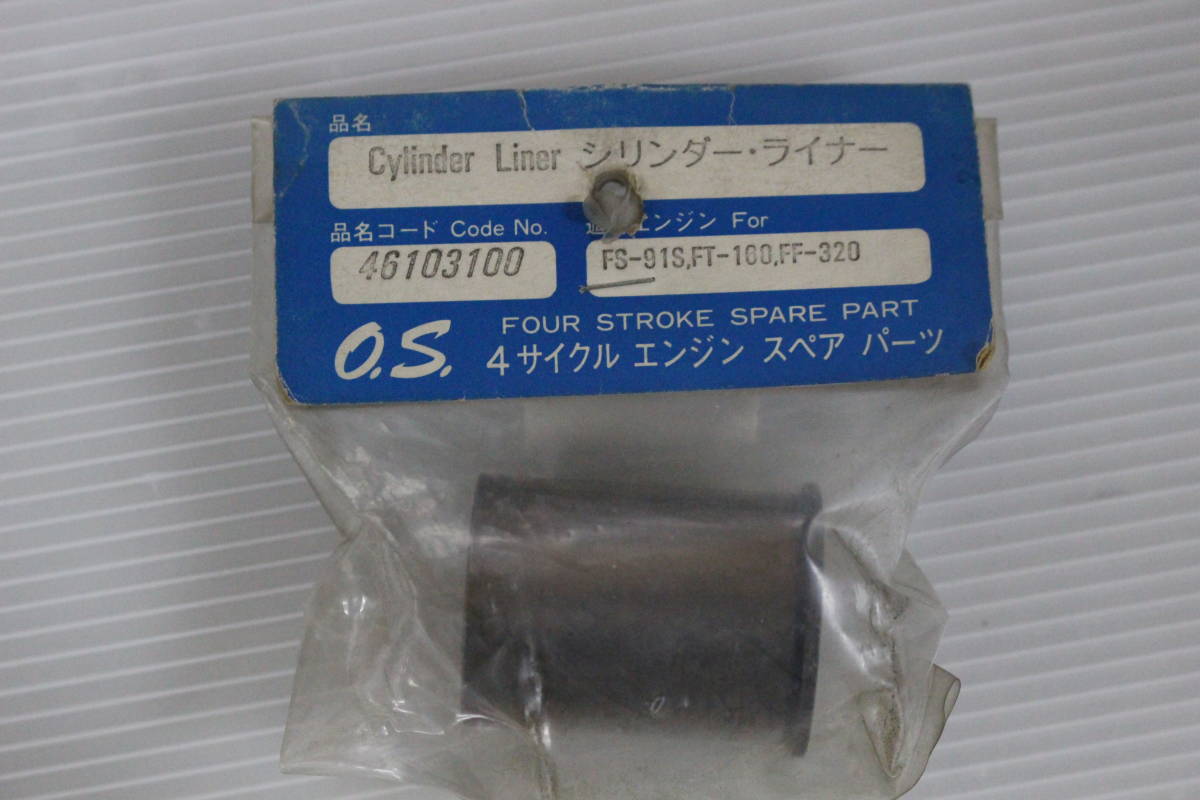 品名
Cylinder Liner シリンダー・ライナー
品名コード Code No.
エンジン For
46103100
FS-91S,FT-160,FF-320
O.S.
FOUR STROKE SPARE PART
4サイクル エンジン スペア パーツ